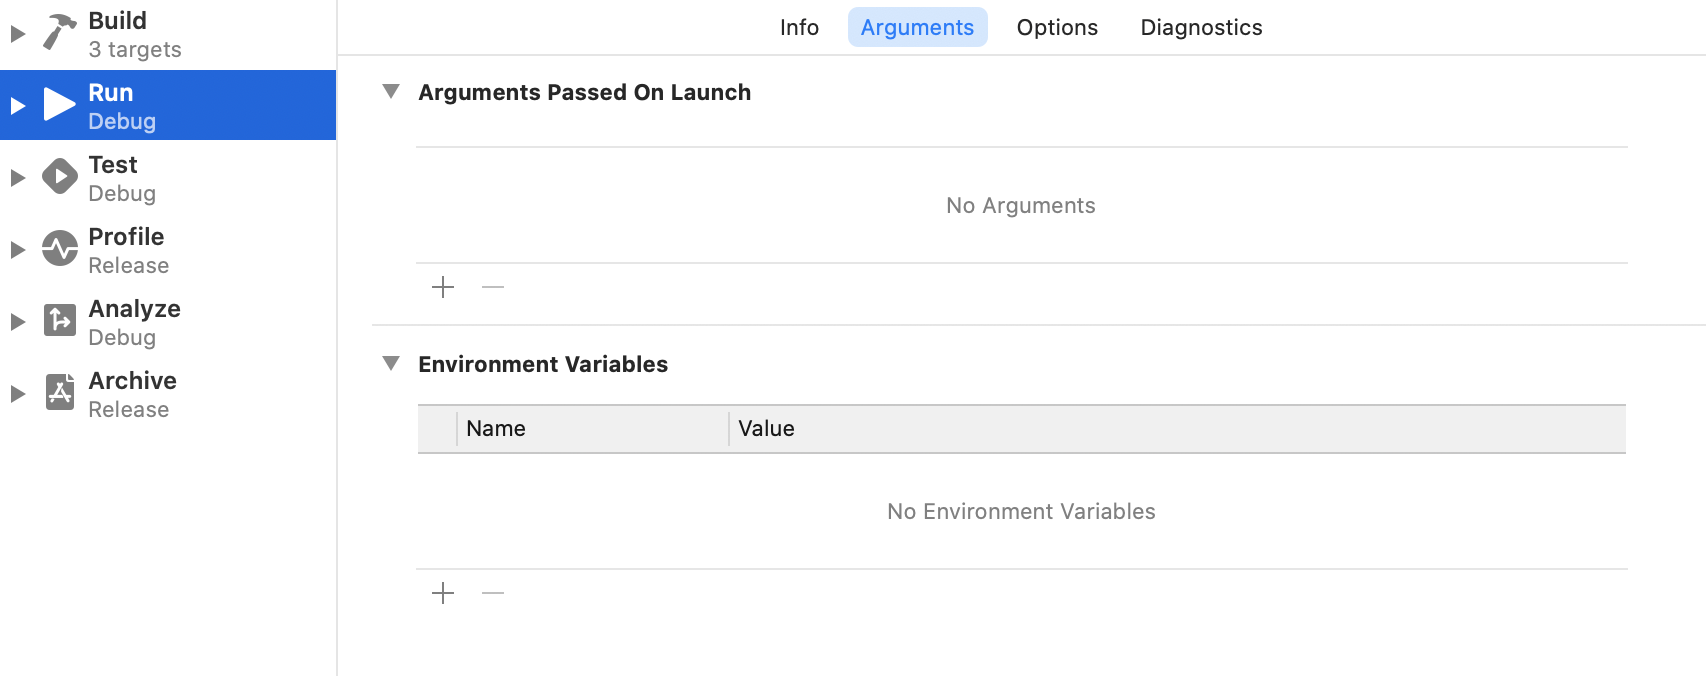 Build
3 targets
Run
Debug
Test
Debug
Profile
Release
Analyze
Debug
Archive
Release
Info Arguments Options Diagnostics
Arguments Passed On Launch
No Arguments
Environment Variables
Name Value
No Environment Variables